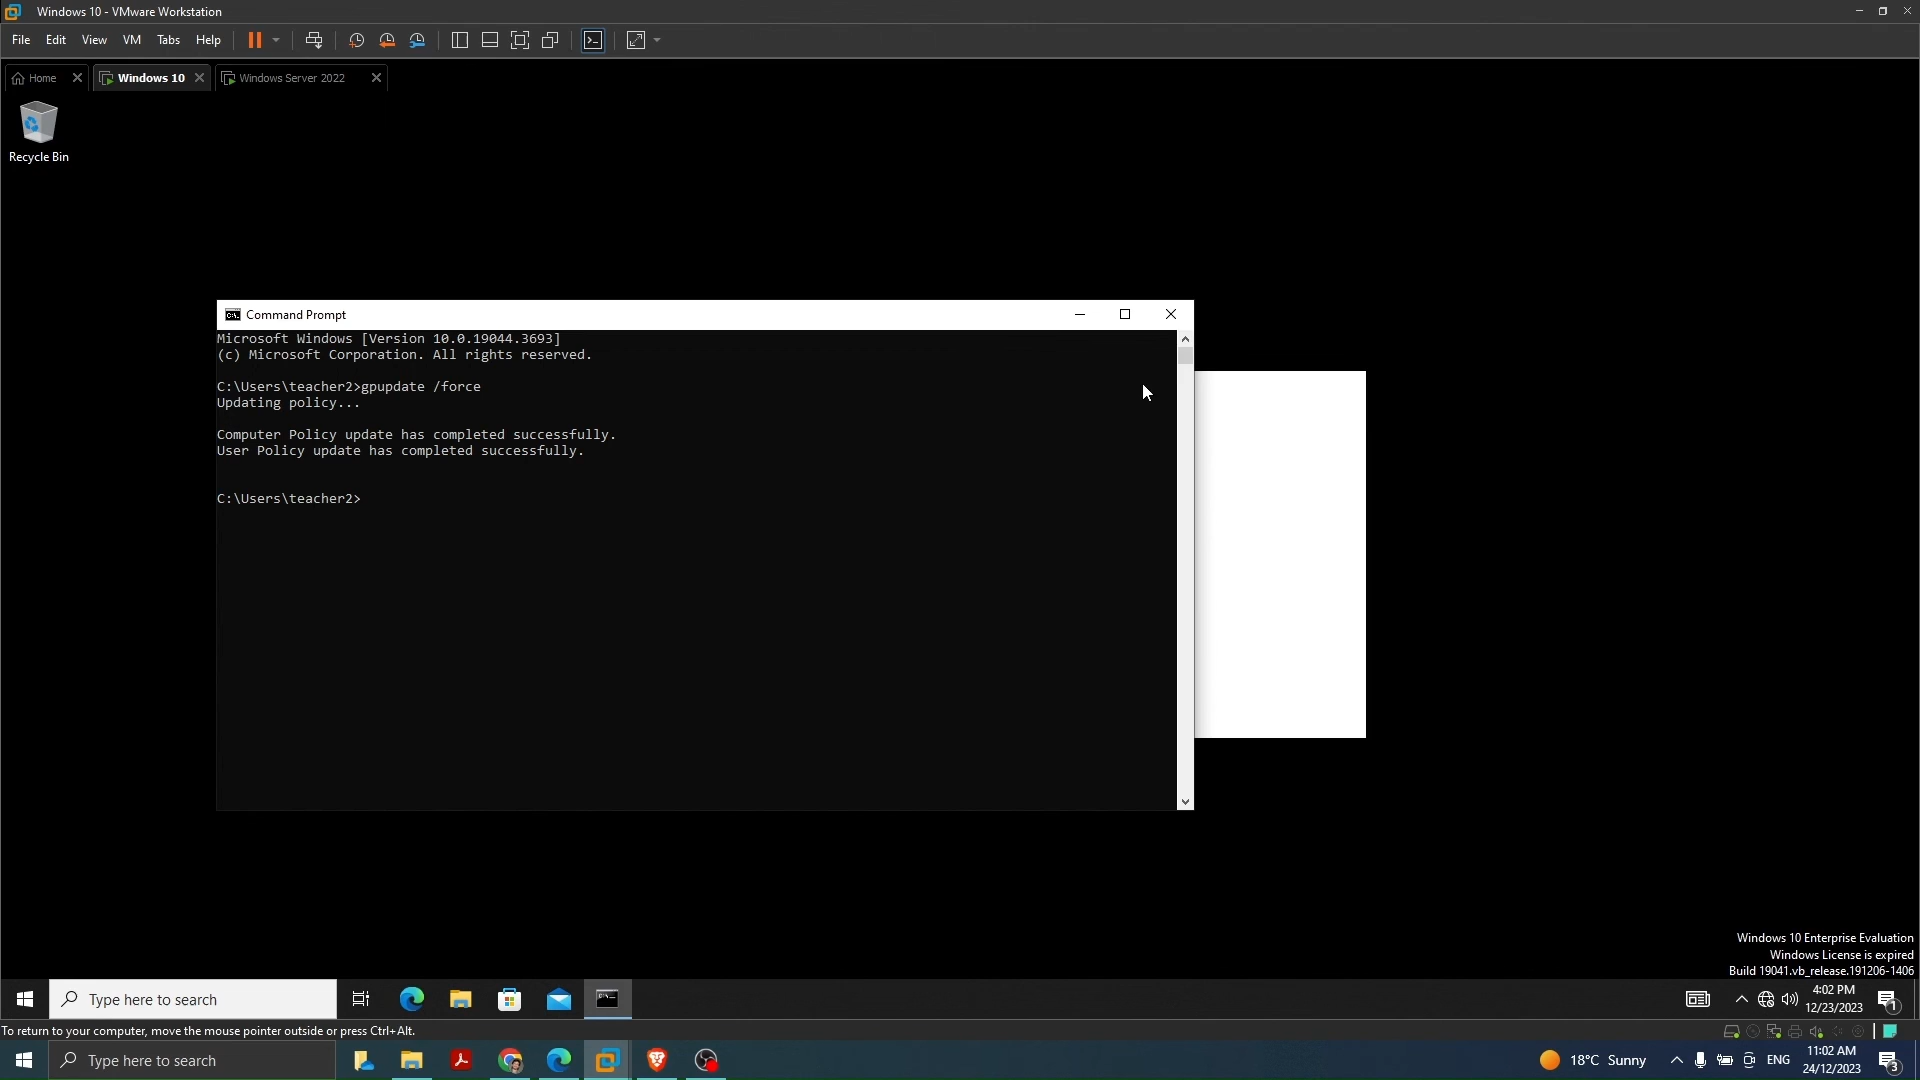 Windows 10 - VMware Workstation
File Edit View VM Tabs Help
Home Windows 10 Windows Server 2022
Recycle Bin
Command Prompt
Microsoft Windows [Version 10.0.19044.3693]
(c) Microsoft Corporation. All rights reserved.
C:\Users\teacher2>gpupdate /force
Updating policy...
Computer Policy update has completed successfully.
User Policy update has completed successfully.
C:\Users\teacher2>
Windows 10 Enterprise Evaluation
Windows License is expired
Build 19041.vb_release.191206-1406
Type here to search
4:02 PM
12/23/2023
1
To return to your computer, move the mouse pointer outside or press Ctrl+Alt.
Type here to search
18°C Sunny
ENG
11:02 AM
24/12/2023
3